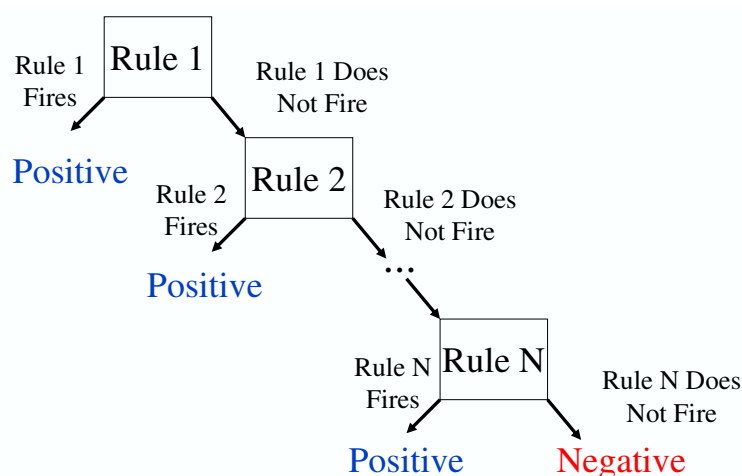 Rule 1
Fires
Rule 1
Rule 1 Does
Not Fire
Positive
Rule 2
Fires
Rule 2
Rule 2 Does
Not Fire
Positive
...
Rule N
Fires
Rule N
Rule N Does
Not Fire
Positive
Negative